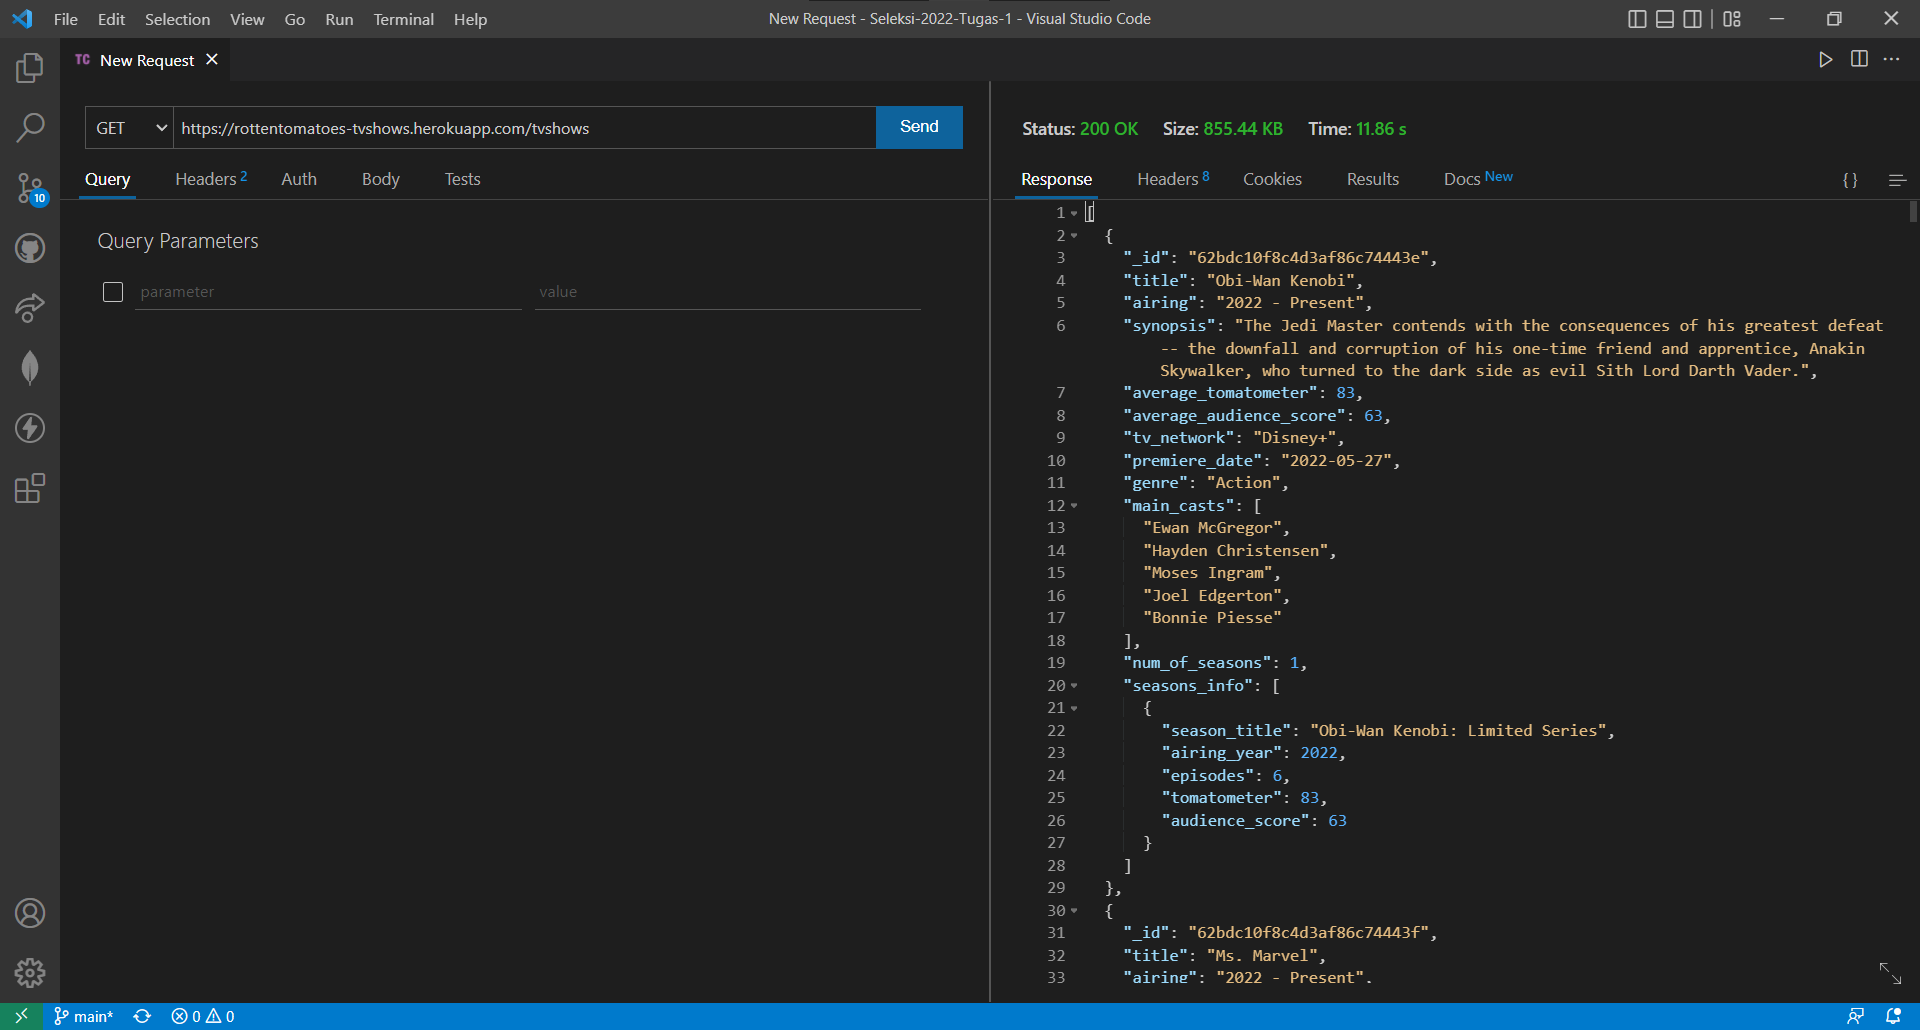 File Edit Selection View Go Run Terminal Help
New Request - Seleksi-2022-Tugas-1 - Visual Studio Code
TC New Request
GET
https://rottentomatoes-tvshows.herokuapp.com/tvshows
Send
Query Headers 2 Auth Body Tests
Query Parameters
parameter value
10
Status: 200 OK Size: 855.44 KB Time: 11.86 s
Response Headers 8 Cookies Results Docs New
{}
1 [
2 {
3 "_id": "62bdc10f8c4d3af86c74443e",
4 "title": "Obi-Wan Kenobi",
5 "airing": "2022 - Present",
6 "synopsis": "The Jedi Master contends with the consequences of his greatest defeat
-- the downfall and corruption of his one-time friend and apprentice, Anakin
Skywalker, who turned to the dark side as evil Sith Lord Darth Vader.",
7 "average_tomatometer": 83,
8 "average_audience_score": 63,
9 "tv_network": "Disney+",
10 "premiere_date": "2022-05-27",
11 "genre": "Action",
12 "main_casts": [
13 "Ewan McGregor",
14 "Hayden Christensen",
15 "Moses Ingram",
16 "Joel Edgerton",
17 "Bonnie Piesse"
18 ],
19 "num_of_seasons": 1,
20 "seasons_info": [
21 {
22 "season_title": "Obi-Wan Kenobi: Limited Series",
23 "airing_year": 2022,
24 "episodes": 6,
25 "tomatometer": 83,
26 "audience_score": 63
27 }
28 ]
29 },
30 {
31 "_id": "62bdc10f8c4d3af86c74443f",
32 "title": "Ms. Marvel",
33 "airing": "2022 - Present",
main* 0 0